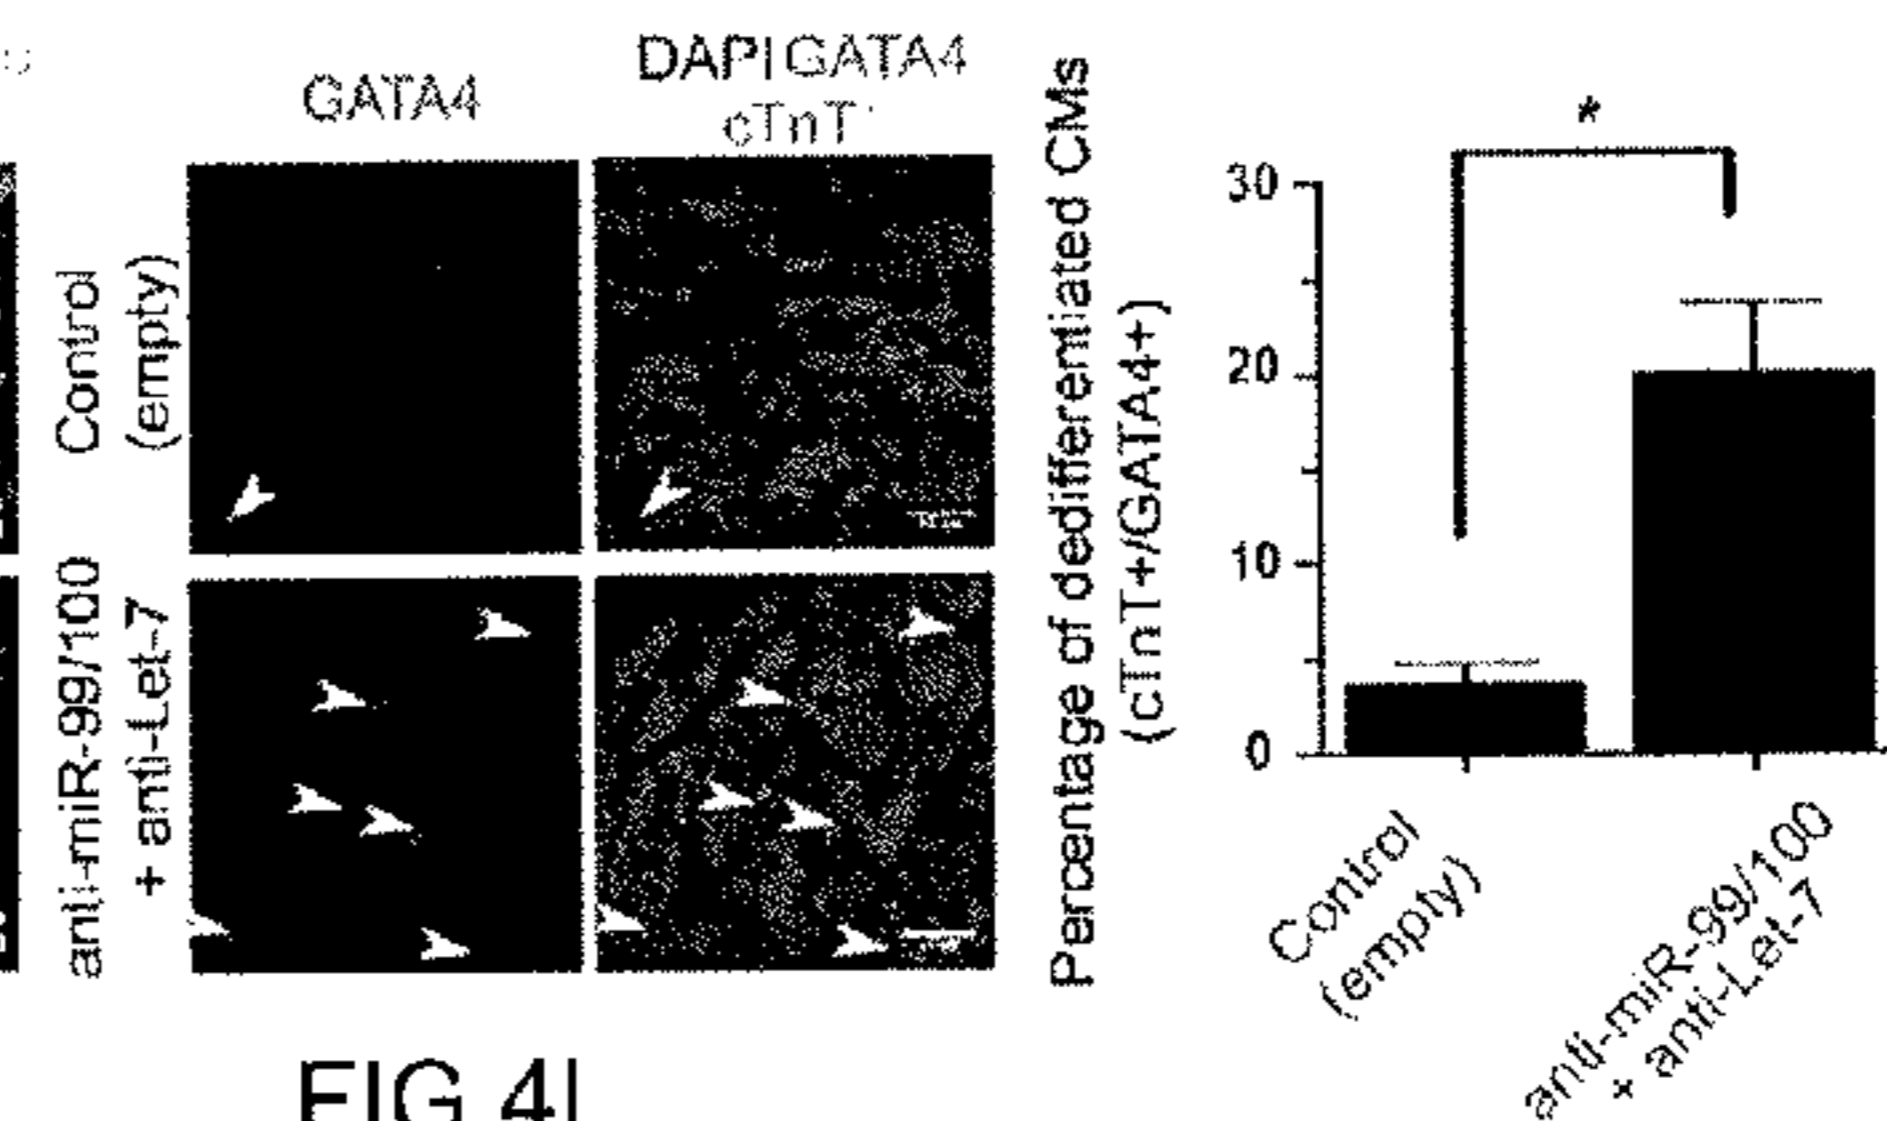 GATA4
DAPI GATA4
cTnT
Control
(empty)
anti-miR-99/100
+ anti-Let-7
Percentage of dedifferentiated CMs
(cTnT+/GATA4+)
*
30
20
10
0
Control
(empty)
anti-miR-99/100
+ anti-Let-7
FIG 4I